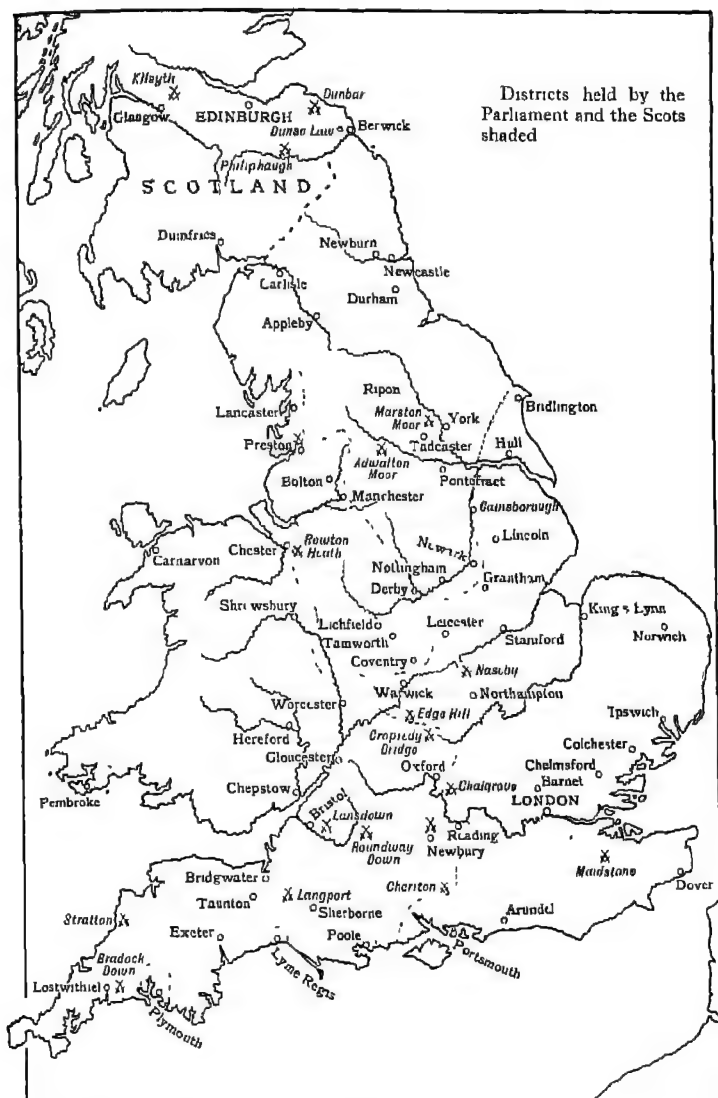 Districts held by the
Parliament and the Scots
shaded
Kilsyth
Glasgow
EDINBURGH
Dunbar
Dunse Law
Berwick
Philiphaugh
SCOTLAND
Dumfries
Newburn
Newcastle
Carlisle
Durham
Appleby
Ripon
Bridlington
Lancaster
Marston
Moor
York
Tadcaster
Preston
Hull
Adwalton
Moor
Pontefract
Bolton
Manchester
Gainsborough
Carnarvon
Chester
Rowton
Heath
Newark
Lincoln
Nottingham
Derby
Grantham
Shrewsbury
King's Lynn
Lichfield
Leicester
Norwich
Tamworth
Stamford
Coventry
Naseby
Warwick
Northampton
Worcester
Edge Hill
Ipswich
Hereford
Cropredy
Bridge
Colchester
Gloucester
Oxford
Chelmsford
Barnet
Chalgrove
Pembroke
Chepstow
LONDON
Bristol
Lansdown
Roundway
Down
Reading
Newbury
Maidstone
Dover
Bridgwater
Taunton
Langport
Cheriton
Sherborne
Arundel
Stratton
Exeter
Poole
Portsmouth
Lyme Regis
Bradock
Down
Lostwithiel
Plymouth